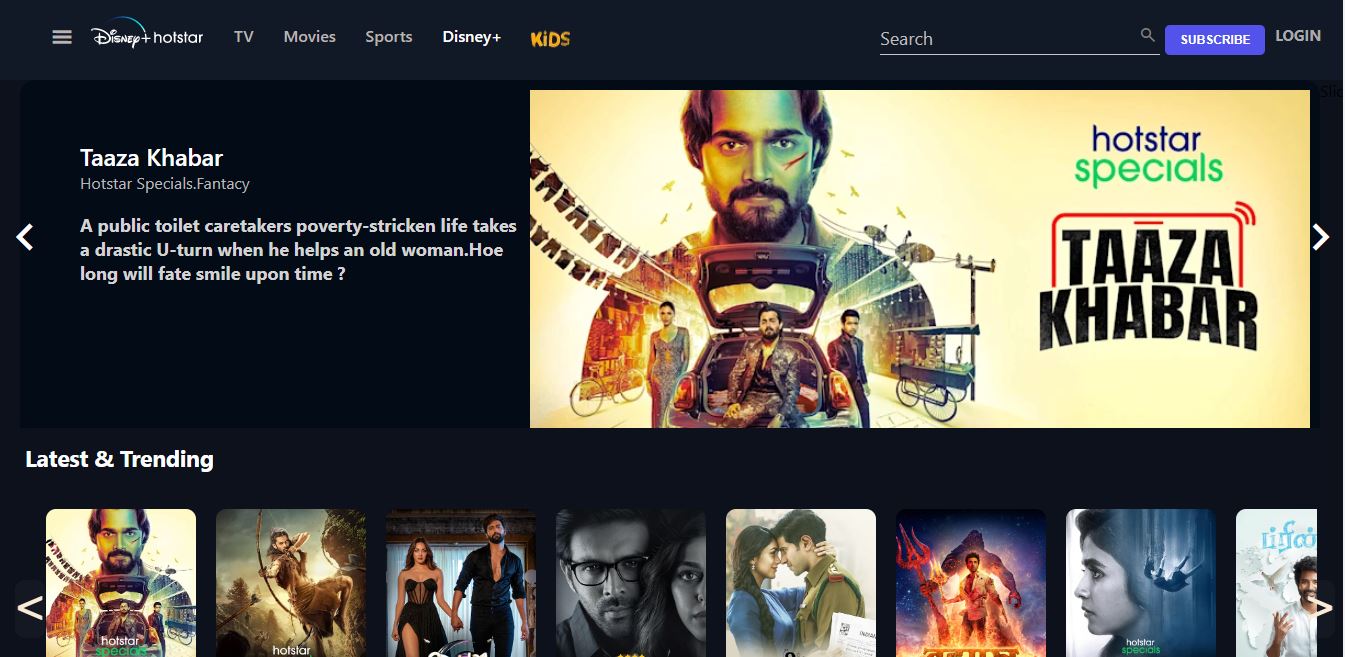 Disney+ hotstar TV Movies Sports Disney+ KiDS Search SUBSCRIBE LOGIN
Taaza Khabar
Hotstar Specials.Fantacy
A public toilet caretakers poverty-stricken life takes
a drastic U-turn when he helps an old woman.Hoe
long will fate smile upon time ?
hotstar
specials
TAAZA
KHABAR
Latest & Trending
hotstar
specials
hotstar
hotstar
specials